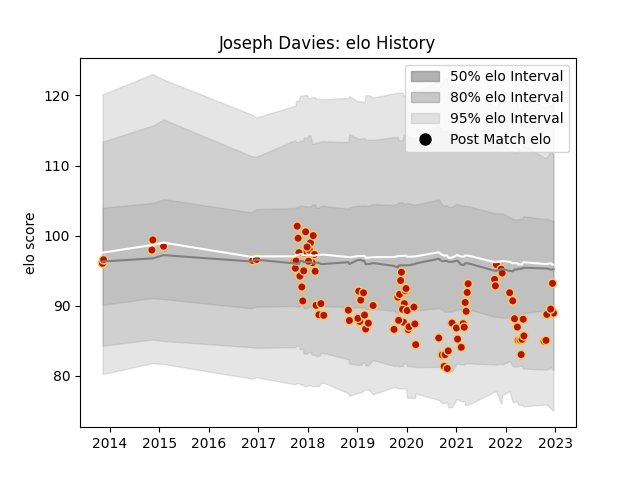 Joseph Davies: elo History
50% elo Interval
80% elo Interval
95% elo Interval
Post Match elo
elo score
120
110
100
90
80
2014 2015 2016 2017 2018 2019 2020 2021 2022 2023